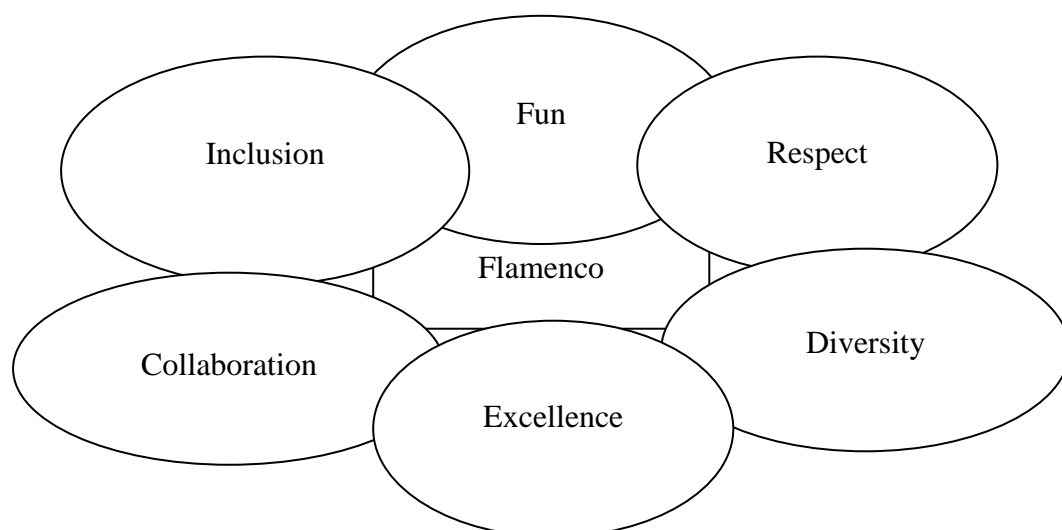 Fun
Inclusion
Respect
Flamenco
Diversity
Collaboration
Excellence